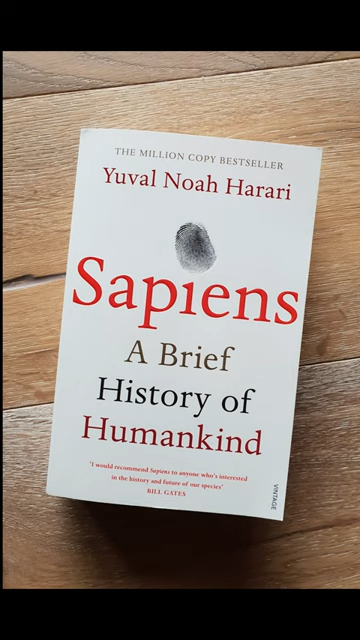 THE MILLION COPY BESTSELLER
Yuval Noah Harari
Sapiens
A Brief
History of
Humankind
'I would recommend Sapiens to anyone who's interested
in the history and future of our species'
BILL GATES
VINTAGE